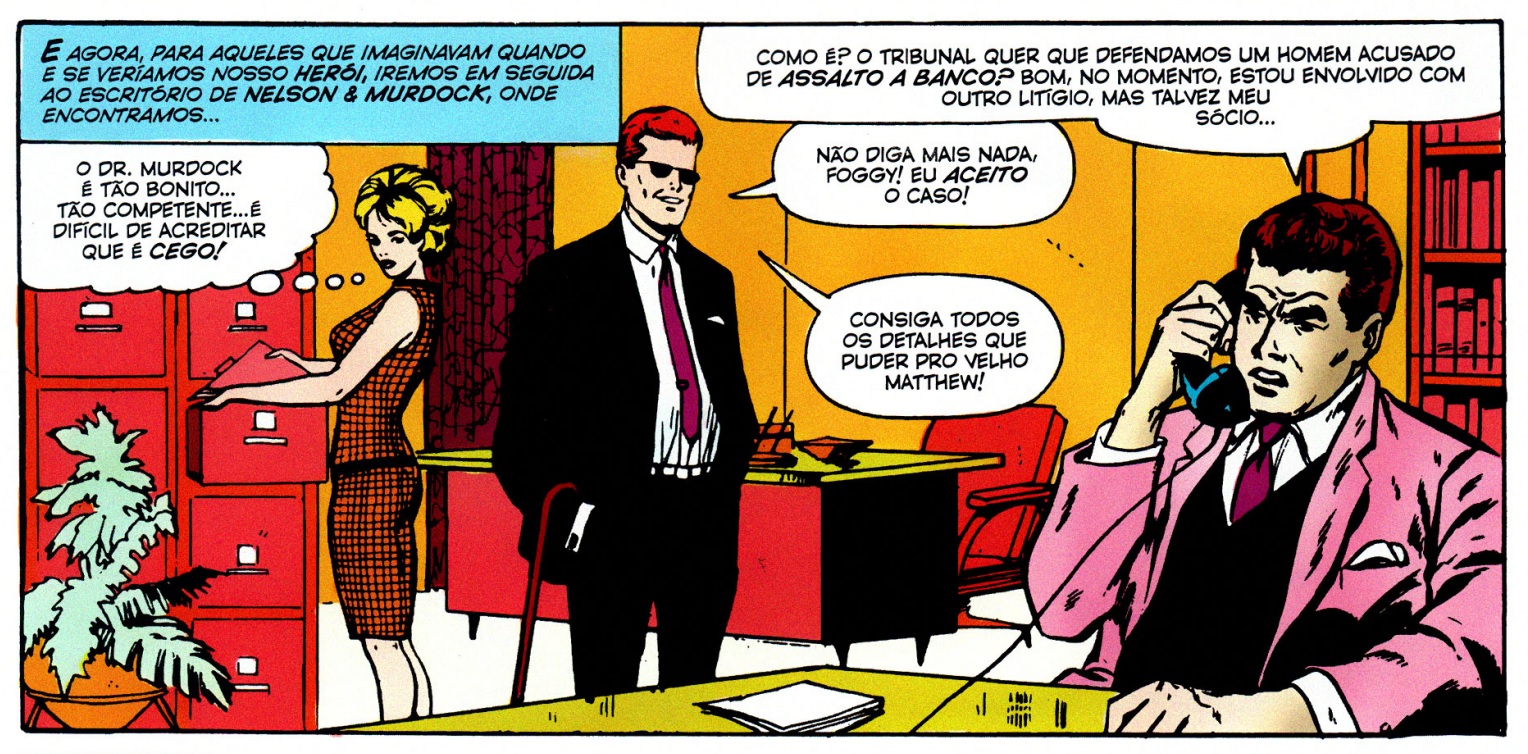 E AGORA, PARA AQUELES QUE IMAGINAVAM QUANDO
E SE VERÍAMOS NOSSO HERÓI, IREMOS EM SEGUIDA
AO ESCRITÓRIO DE NELSON & MURDOCK, ONDE
ENCONTRAMOS...
O DR. MURDOCK
É TÃO BONITO...
TÃO COMPETENTE...É
DIFÍCIL DE ACREDITAR
QUE É CEGO!
COMO É? O TRIBUNAL QUER QUE DEFENDAMOS UM HOMEM ACUSADO
DE ASSALTO A BANCO? BOM, NO MOMENTO, ESTOU ENVOLVIDO COM
OUTRO LITÍGIO, MAS TALVEZ MEU
SÓCIO...
NÃO DIGA MAIS NADA,
FOGGY! EU ACEITO
O CASO!
CONSIGA TODOS
OS DETALHES QUE
PUDER PRO VELHO
MATTHEW!